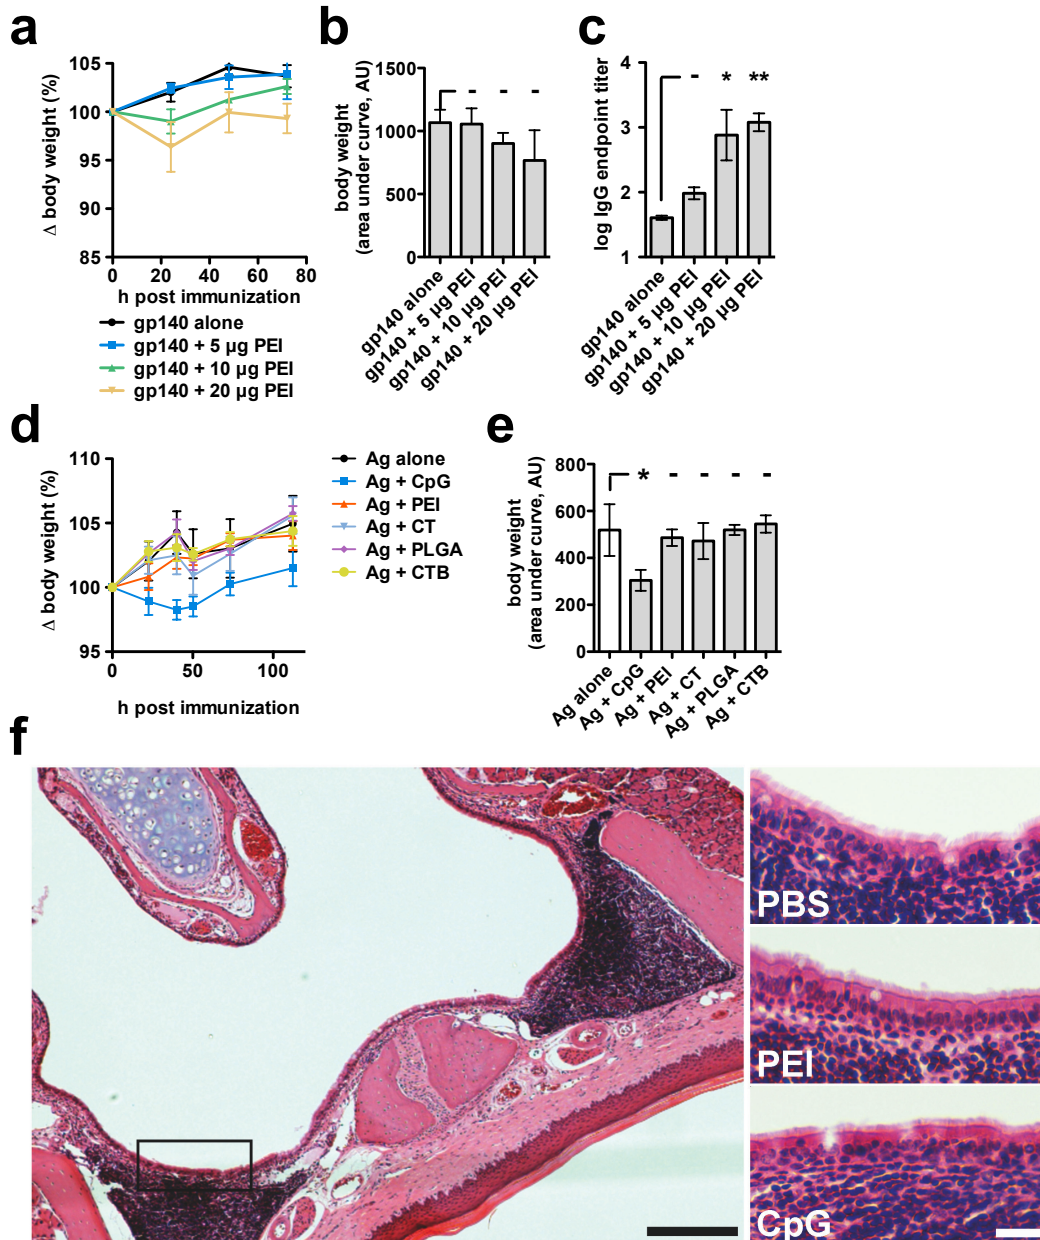 a
Δ body weight (%)
105
100
95
90
85
0 20 40 60 80
h post immunization
gp140 alone
gp140 + 5 µg PEI
gp140 + 10 µg PEI
gp140 + 20 µg PEI
b
body weight
(area under curve, AU)
1500
1000
500
0
- - -
gp140 alone
gp140 + 5 µg PEI
gp140 + 10 µg PEI
gp140 + 20 µg PEI
c
log IgG endpoint titer
4
3
2
1
- * **
gp140 alone
gp140 + 5 µg PEI
gp140 + 10 µg PEI
gp140 + 20 µg PEI
d
Δ body weight (%)
110
105
100
95
0 50 100
h post immunization
Ag alone
Ag + CpG
Ag + PEI
Ag + CT
Ag + PLGA
Ag + CTB
e
body weight
(area under curve, AU)
800
600
400
200
0
* - - - -
Ag alone
Ag + CpG
Ag + PEI
Ag + CT
Ag + PLGA
Ag + CTB
f
PBS
PEI
CpG